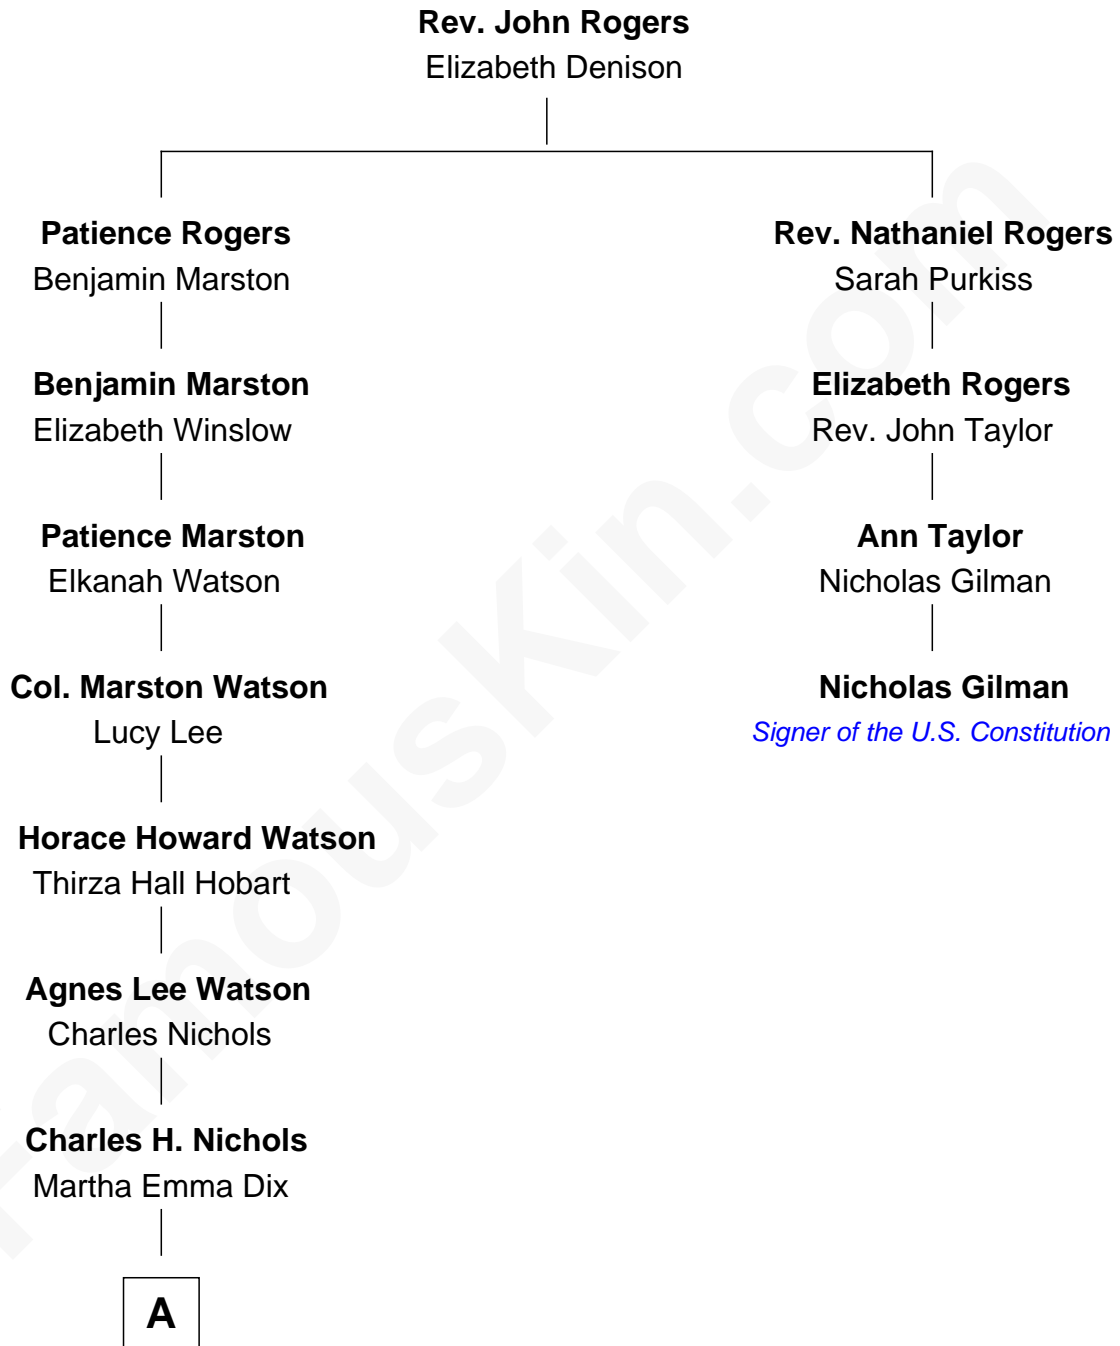 Rev. John Rogers
Elizabeth Denison
Patience Rogers
Benjamin Marston
Rev. Nathaniel Rogers
Sarah Purkiss
Benjamin Marston
Elizabeth Winslow
Elizabeth Rogers
Rev. John Taylor
Patience Marston
Elkanah Watson
Ann Taylor
Nicholas Gilman
Col. Marston Watson
Lucy Lee
Nicholas Gilman
Signer of the U.S. Constitution
Horace Howard Watson
Thirza Hall Hobart
Agnes Lee Watson
Charles Nichols
Charles H. Nichols
Martha Emma Dix
A
FamousKin.com